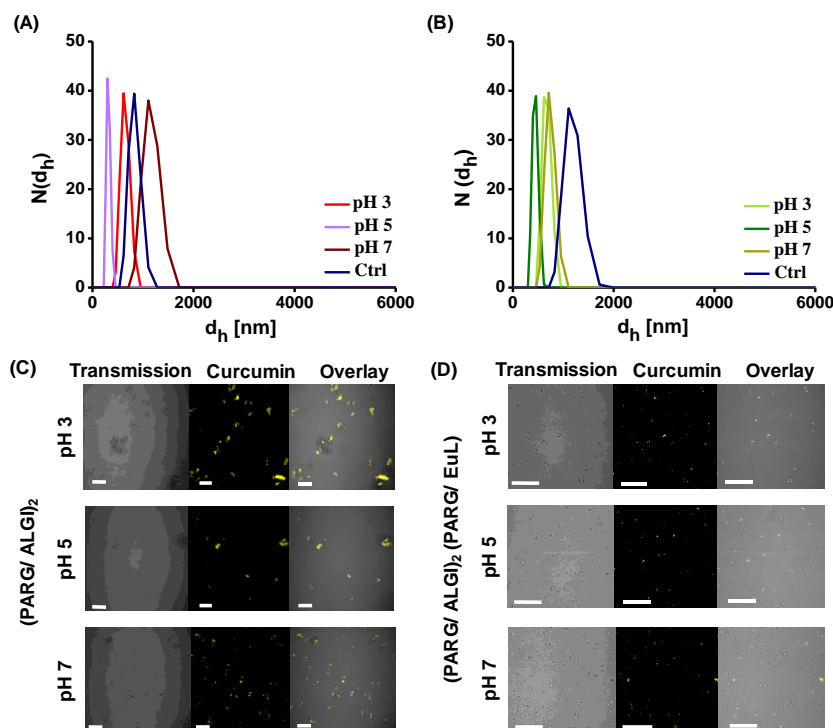 (A)
50
40
30
20
10
0
N(dₕ)
0 2000 4000 6000
dₕ [nm]
pH 3
pH 5
pH 7
Ctrl
(B)
50
40
30
20
10
0
N (dₕ)
0 2000 4000 6000
dₕ [nm]
pH 3
pH 5
pH 7
Ctrl
(C)
Transmission Curcumin Overlay
(PARG/ ALGI)₂
pH 3
pH 5
pH 7
(D)
Transmission Curcumin Overlay
(PARG/ ALGI)₂ (PARG/ EuL)
pH 3
pH 5
pH 7